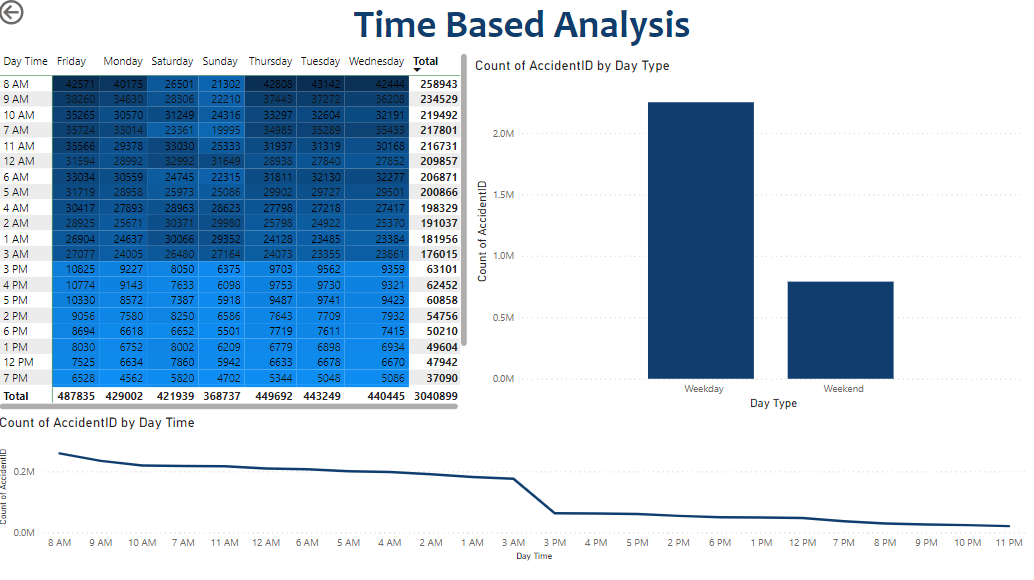 Time Based Analysis
Day Time Friday Monday Saturday Sunday Thursday Tuesday Wednesday Total
8 AM 42571 40175 26501 21302 42808 43142 42444 258943
9 AM 38260 34830 28306 22210 37443 37272 36208 234529
10 AM 35265 30570 31249 24316 33297 32604 32191 219492
7 AM 35724 33014 23361 19995 34985 35289 35433 217801
11 AM 35566 29378 33030 25333 31937 31319 30168 216731
12 AM 31594 28992 32992 31649 28938 27840 27852 209857
6 AM 33034 30559 24745 22315 31811 32130 32277 206871
5 AM 31719 28958 25973 25086 29902 29727 29501 200866
4 AM 30417 27893 28963 28623 27798 27218 27417 198329
2 AM 28925 25671 30371 29980 25798 24922 25370 191037
1 AM 26904 24637 30066 29352 24128 23485 23384 181956
3 AM 27077 24005 26480 27164 24073 23355 23861 176015
3 PM 10825 9227 8050 6375 9703 9562 9359 63101
4 PM 10774 9143 7633 6098 9753 9730 9321 62452
5 PM 10330 8572 7387 5918 9487 9741 9423 60858
2 PM 9056 7580 8250 6586 7643 7709 7932 54756
6 PM 8694 6618 6652 5501 7719 7611 7415 50210
1 PM 8030 6752 8002 6209 6779 6898 6934 49604
12 PM 7525 6634 7860 5942 6633 6678 6670 47942
7 PM 6528 4562 5820 4702 5344 5048 5086 37090
Total 487835 429002 421939 368737 449692 443249 440445 3040899
Count of AccidentID by Day Type
Count of AccidentID
2.0M
1.5M
1.0M
0.5M
0.0M
Weekday Weekend
Day Type
Count of AccidentID by Day Time
Count of AccidentID
0.2M
0.0M
8 AM 9 AM 10 AM 7 AM 11 AM 12 AM 6 AM 5 AM 4 AM 2 AM 1 AM 3 AM 3 PM 4 PM 5 PM 2 PM 6 PM 1 PM 12 PM 7 PM 8 PM 9 PM 10 PM 11 PM
Day Time